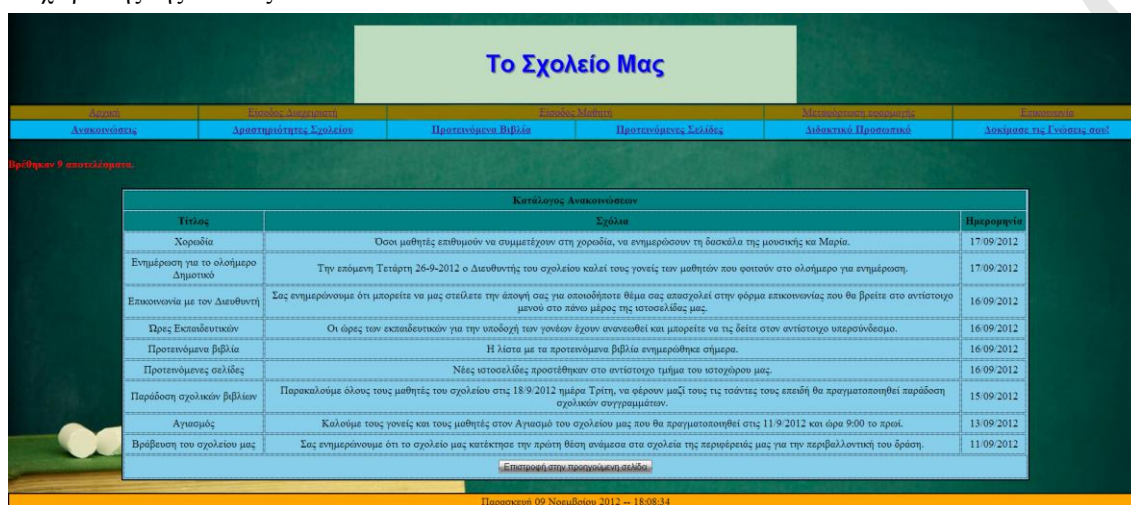 Το Σχολείο Μας
Αρχική Είσοδος Διαχειριστή Είσοδος Μαθητή Μεταφόρτωση εφαρμογής Επικοινωνία
Ανακοινώσεις Δραστηριότητες Σχολείου Προτεινόμενα Βιβλία Προτεινόμενες Σελίδες Διδακτικό Προσωπικό Δοκίμασε τις Γνώσεις σου!
Βρέθηκαν 9 αποτελέσματα.
Κατάλογος Ανακοινώσεων
Τίτλος Σχόλια Ημερομηνία
Χορωδία Όσοι μαθητές επιθυμούν να συμμετέχουν στη χορωδία, να ενημερώσουν τη δασκάλα της μουσικής κα Μαρία. 17/09/2012
Ενημέρωση για το ολοήμερο
Δημοτικό
Την επόμενη Τετάρτη 26-9-2012 ο Διευθυντής του σχολείου καλεί τους γονείς των μαθητών που φοιτούν στο ολοήμερο για ενημέρωση. 17/09/2012
Επικοινωνία με τον Διευθυντή
Σας ενημερώνουμε ότι μπορείτε να μας στείλετε την άποψή σας για οποιοδήποτε θέμα σας απασχολεί στην φόρμα επικοινωνίας που θα βρείτε στο αντίστοιχο
μενού στο πάνω μέρος της ιστοσελίδας μας.
16/09/2012
Ώρες Εκπαιδευτικών Οι ώρες των εκπαιδευτικών για την υποδοχή των γονέων έχουν ανανεωθεί και μπορείτε να τις δείτε στον αντίστοιχο υπερσύνδεσμο. 16/09/2012
Προτεινόμενα βιβλία Η λίστα με τα προτεινόμενα βιβλία ενημερώθηκε σήμερα. 16/09/2012
Προτεινόμενες σελίδες Νέες ιστοσελίδες προστέθηκαν στο αντίστοιχο τμήμα του ιστοχώρου μας. 16/09/2012
Παράδοση σχολικών βιβλίων
Παρακαλούμε όλους τους μαθητές του σχολείου στις 18/9/2012 ημέρα Τρίτη, να φέρουν μαζί τους τις τσάντες τους επειδή θα πραγματοποιηθεί παράδοση
σχολικών συγγραμμάτων.
15/09/2012
Αγιασμός Καλούμε τους γονείς και τους μαθητές στον Αγιασμό του σχολείου μας που θα πραγματοποιηθεί στις 11/9/2012 και ώρα 9:00 το πρωί. 13/09/2012
Βράβευση του σχολείου μας Σας ενημερώνουμε ότι το σχολείο μας κατέκτησε την πρώτη θέση ανάμεσα στα σχολεία της περιφέρειάς μας για την περιβαλλοντική του δράση. 11/09/2012
Επιστροφή στην προηγούμενη σελίδα
Παρασκευή 09 Νοεμβρίου 2012 -- 18:08:34